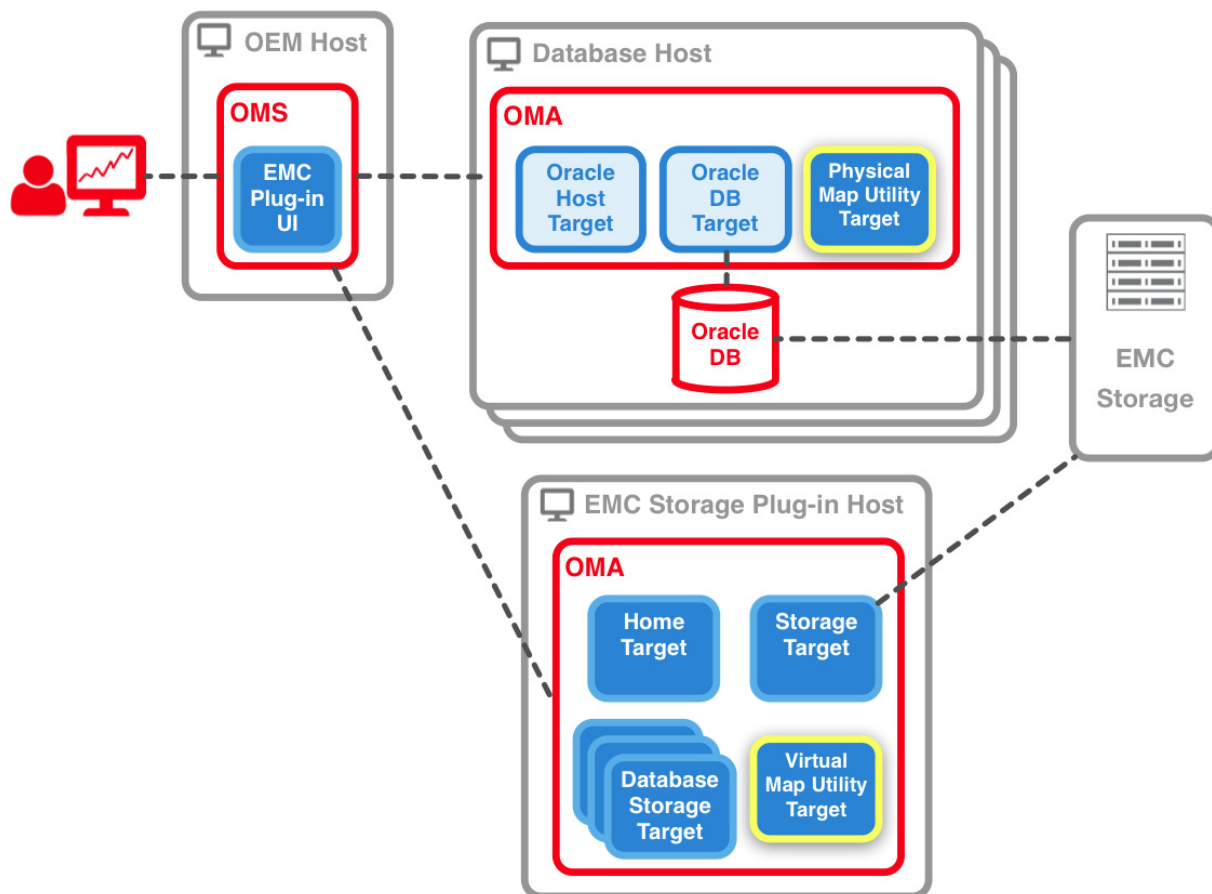 OEM Host
OMS
EMC
Plug-in
UI
Database Host
OMA
Oracle
Host
Target
Oracle
DB
Target
Physical
Map Utility
Target
Oracle
DB
EMC
Storage
EMC Storage Plug-in Host
OMA
Home
Target
Storage
Target
Database
Storage
Target
Virtual
Map Utility
Target